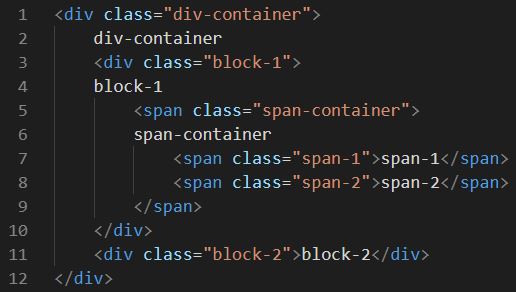 1 <div class="div-container">
2     div-container
3     <div class="block-1">
4     block-1
5         <span class="span-container">
6         span-container
7             <span class="span-1">span-1</span>
8             <span class="span-2">span-2</span>
9         </span>
10     </div>
11     <div class="block-2">block-2</div>
12 </div>